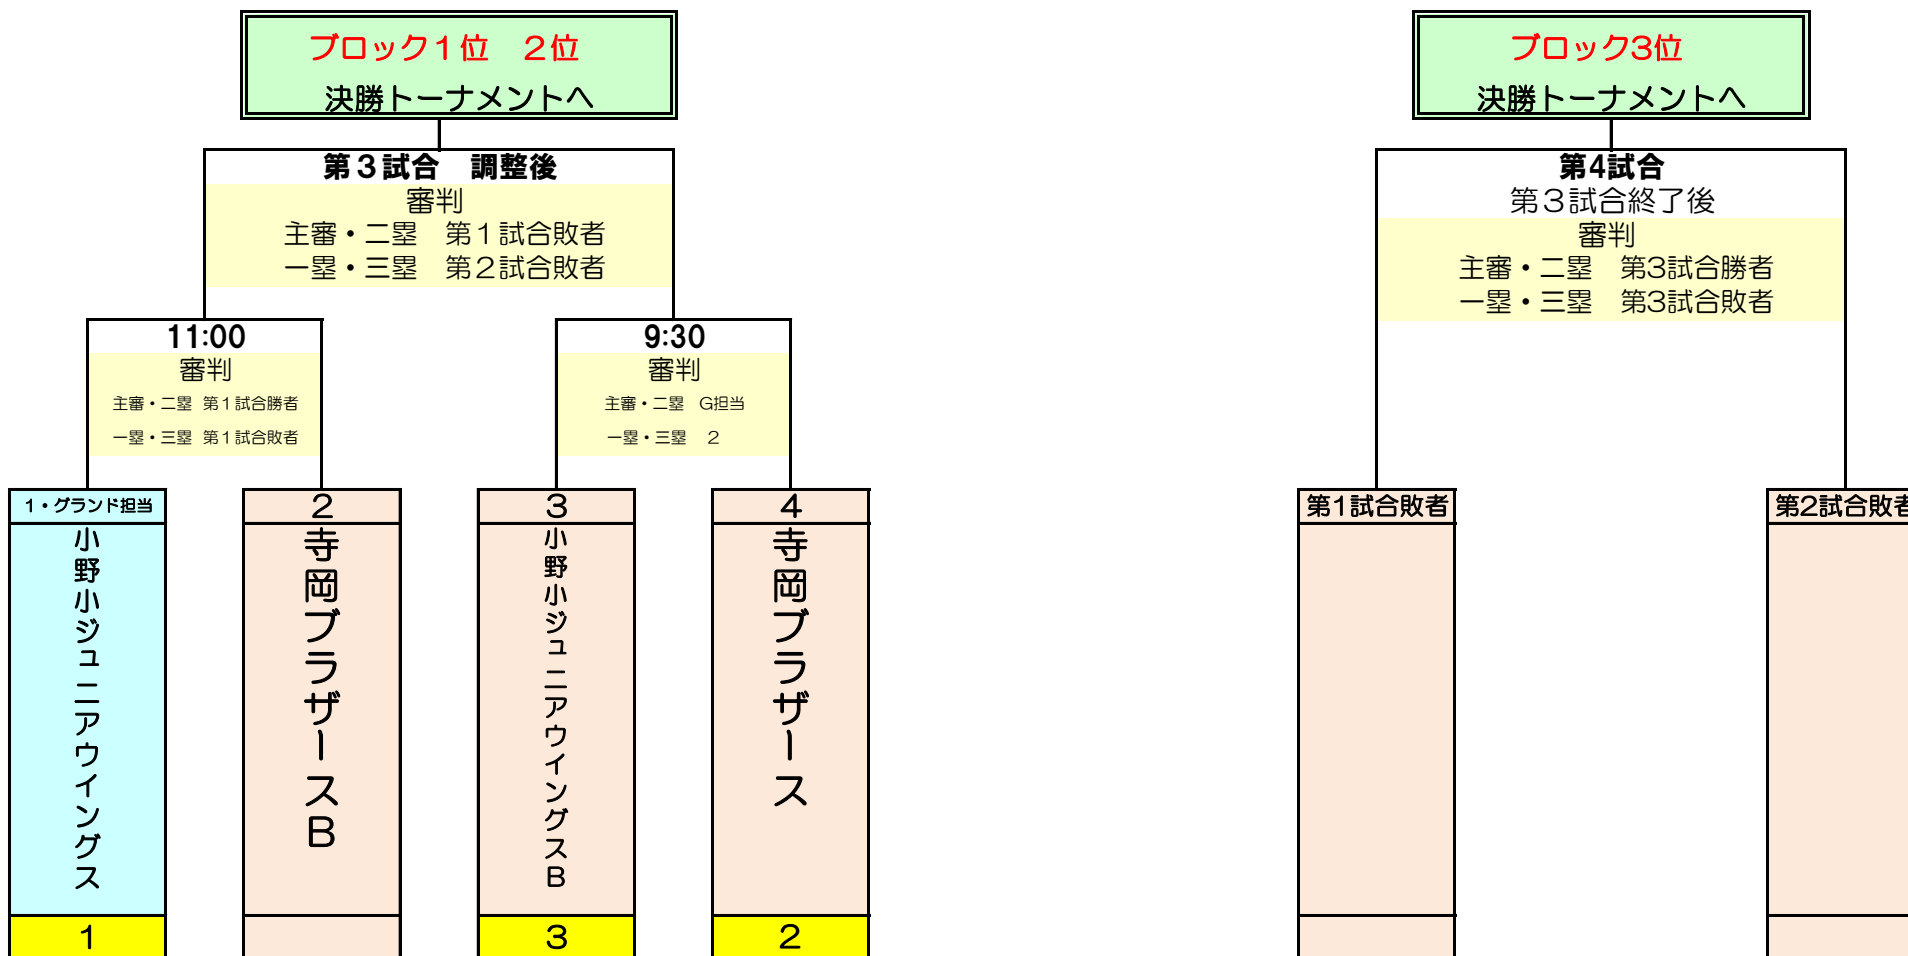 ブロック１位　２位
決勝トーナメントへ
第３試合　調整後
審判
主審・二塁　第１試合敗者
一塁・三塁　第２試合敗者
11:00
審判
主審・二塁 第１試合勝者
一塁・三塁 第１試合敗者
9:30
審判
主審・二塁　G担当
一塁・三塁　２
1・グランド担当
小野小ジュニアウイングス
1
2
寺岡ブラザースB
3
小野小ジュニアウイングスB
3
4
寺岡ブラザース
2
ブロック3位
決勝トーナメントへ
第4試合
第３試合終了後
審判
主審・二塁　第3試合勝者
一塁・三塁　第3試合敗者
第1試合敗者
第2試合敗者